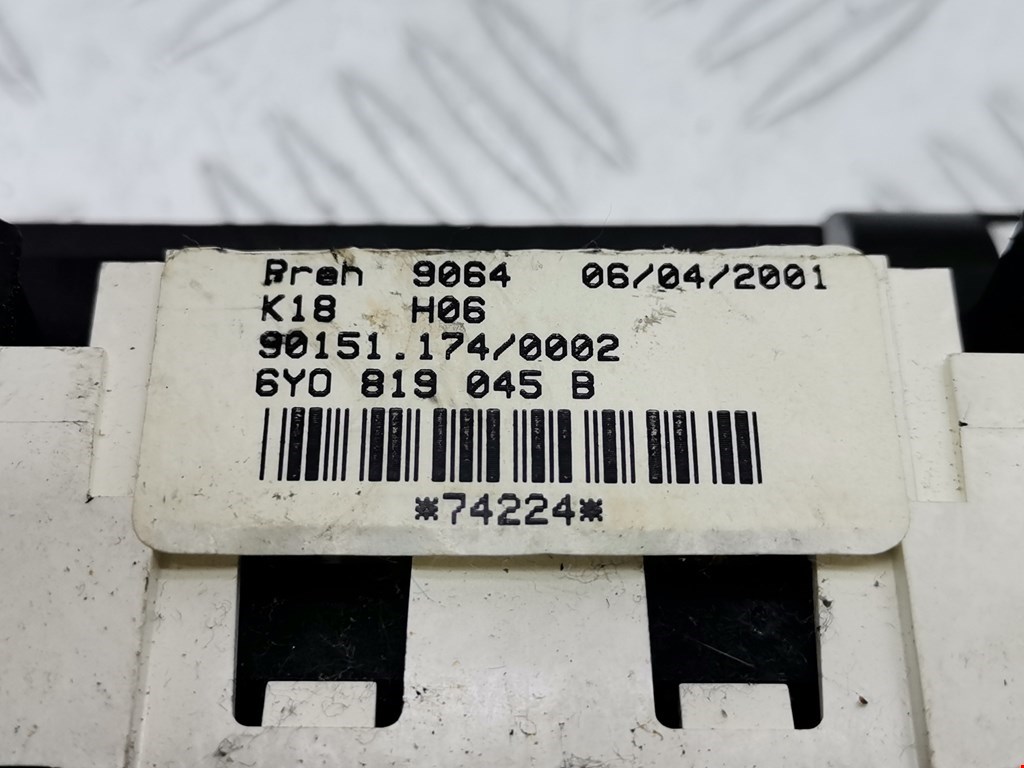 Preh 9064 06/04/2001
K18 H06
90151.174/0002
6Y0 819 045 B
*74224*